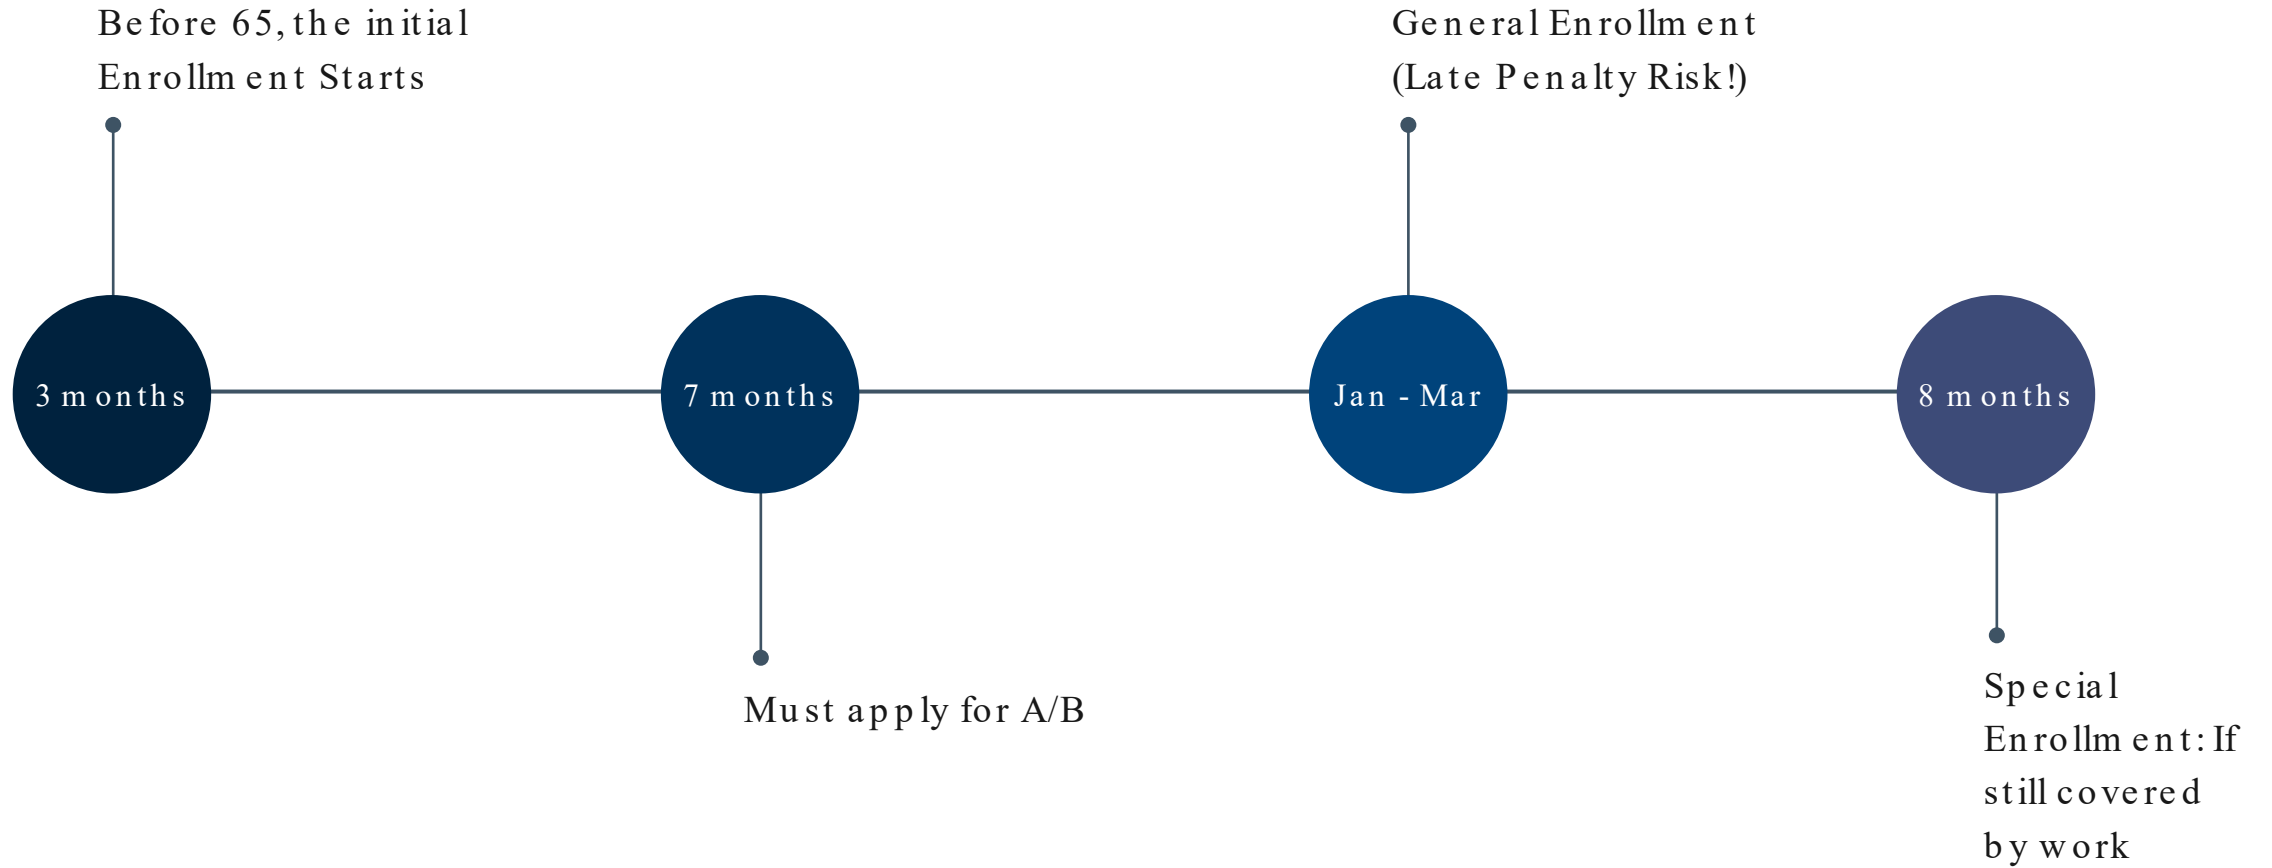 Before 65, the initial
Enrollment Starts
General Enrollment
(Late Penalty Risk!)
3 months
7 months
Jan - Mar
8 months
Must apply for A/B
Special
Enrollment: If
still covered
by work